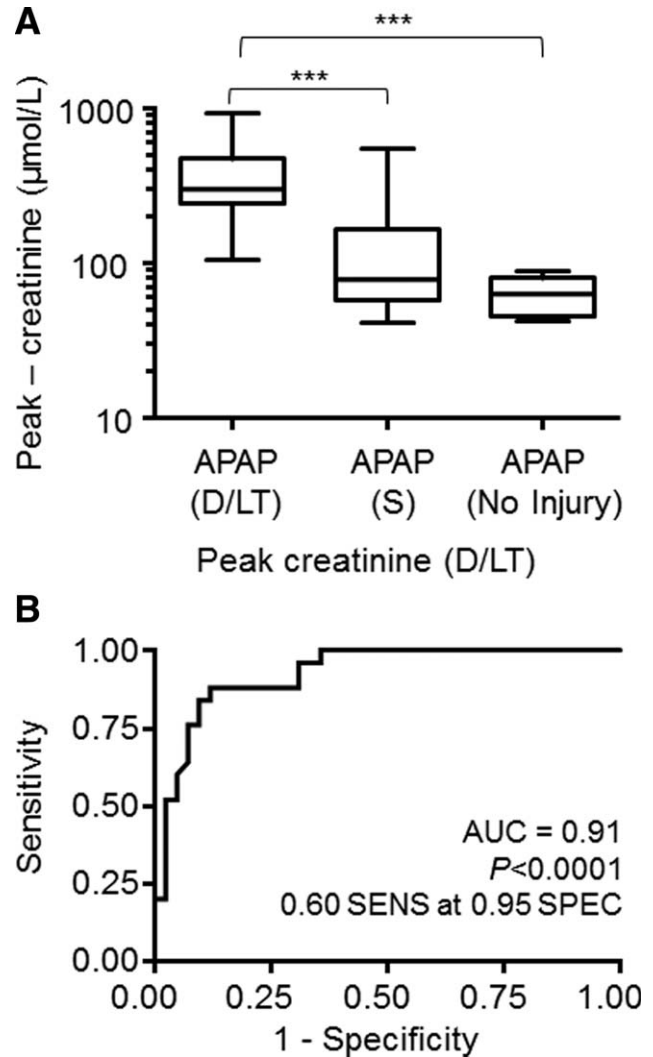 A
***
***
Peak – creatinine (μmol/L)
1000
100
10
APAP
(D/LT)
APAP
(S)
APAP
(No Injury)
Peak creatinine (D/LT)
B
Sensitivity
1.00
0.75
0.50
0.25
0.00
AUC = 0.91
P<0.0001
0.60 SENS at 0.95 SPEC
0.00 0.25 0.50 0.75 1.00
1 - Specificity